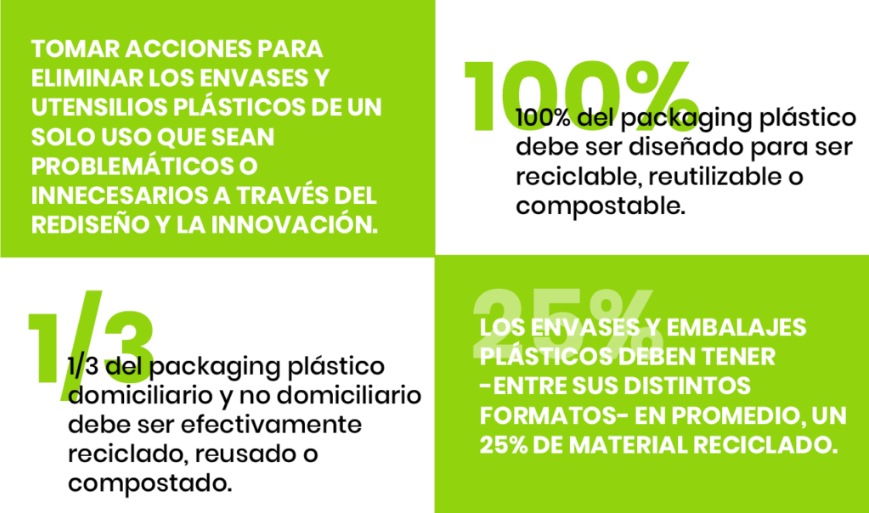 TOMAR ACCIONES PARA
ELIMINAR LOS ENVASES Y
UTENSILIOS PLÁSTICOS DE UN
SOLO USO QUE SEAN
PROBLEMÁTICOS O
INNECESARIOS A TRAVÉS DEL
REDISEÑO Y LA INNOVACIÓN.
100%
100% del packaging plástico
debe ser diseñado para ser
reciclable, reutilizable o
compostable.
1/3
1/3 del packaging plástico
domiciliario y no domiciliario
debe ser efectivamente
reciclado, reusado o
compostado.
25%
LOS ENVASES Y EMBALAJES
PLÁSTICOS DEBEN TENER
-ENTRE SUS DISTINTOS
FORMATOS- EN PROMEDIO, UN
25% DE MATERIAL RECICLADO.